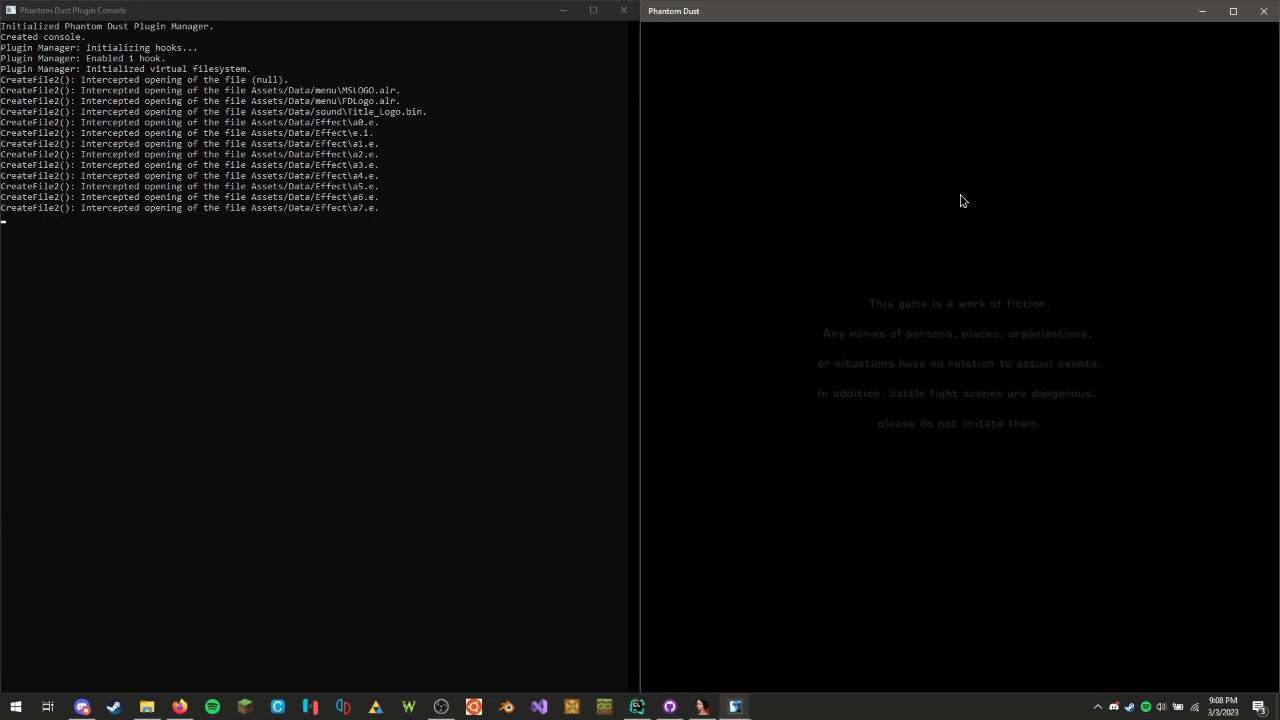 Phantom Dust Plugin Console
Initialized Phantom Dust Plugin Manager.
Created console.
Plugin Manager: Initializing hooks...
Plugin Manager: Enabled 1 hook.
Plugin Manager: Initialized virtual filesystem.
CreateFile2(): Intercepted opening of the file (null).
CreateFile2(): Intercepted opening of the file Assets/Data/menu\MSLOGO.alr.
CreateFile2(): Intercepted opening of the file Assets/Data/menu\FDLogo.alr.
CreateFile2(): Intercepted opening of the file Assets/Data/sound\Title_Logo.bin.
CreateFile2(): Intercepted opening of the file Assets/Data/Effect\a0.e.
CreateFile2(): Intercepted opening of the file Assets/Data/Effect\e.i.
CreateFile2(): Intercepted opening of the file Assets/Data/Effect\a1.e.
CreateFile2(): Intercepted opening of the file Assets/Data/Effect\a2.e.
CreateFile2(): Intercepted opening of the file Assets/Data/Effect\a3.e.
CreateFile2(): Intercepted opening of the file Assets/Data/Effect\a4.e.
CreateFile2(): Intercepted opening of the file Assets/Data/Effect\a5.e.
CreateFile2(): Intercepted opening of the file Assets/Data/Effect\a6.e.
CreateFile2(): Intercepted opening of the file Assets/Data/Effect\a7.e.
Phantom Dust
This game is a work of fiction.
Any names of persons, places, organizations,
or situations have no relation to actual events.
In addition, battle fight scenes are dangerous;
please do not imitate them.
9:08 PM
3/3/2023